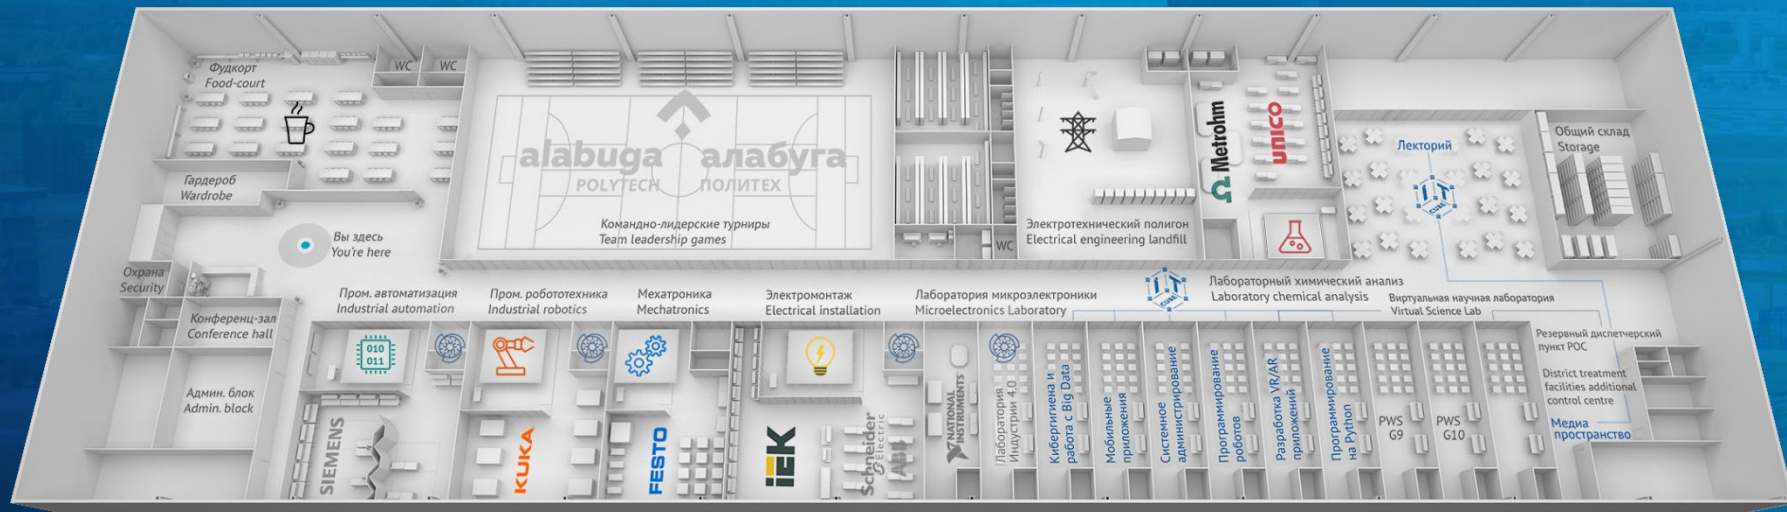 Фудкорт
Food-court
WC
WC
Гардероб
Wardrobe
Вы здесь
You're here
Охрана
Security
Конференц-зал
Conference hall
Админ. блок
Admin. block
alabuga
POLYTECH
алабуга
ПОЛИТЕХ
Командно-лидерские турниры
Team leadership games
WC
Электротехнический полигон
Electrical engineering landfill
Metrohm
UNICO
Лекторий
IT
CUBE
Общий склад
Storage
Пром. автоматизация
Industrial automation
Пром. робототехника
Industrial robotics
Мехатроника
Mechatronics
Электромонтаж
Electrical installation
Лаборатория микроэлектроники
Microelectronics Laboratory
IT
CUBE
Лабораторный химический анализ
Laboratory chemical analysis
Виртуальная научная лаборатория
Virtual Science Lab
Резервный диспетчерский
пункт РОС
District treatment
facilities additional
control centre
Медиа
пространство
010
011
SIEMENS
KUKA
FESTO
IEK
Schneider
Electric
ABB
NATIONAL
INSTRUMENTS
Лаборатория
Индустрии 4.0
Кибергигиена и
работа с Big Data
Мобильные
приложения
Системное
администрирование
Программирование
роботов
Разработка VR/AR
приложений
Программирование
на Python
PWS
G9
PWS
G10